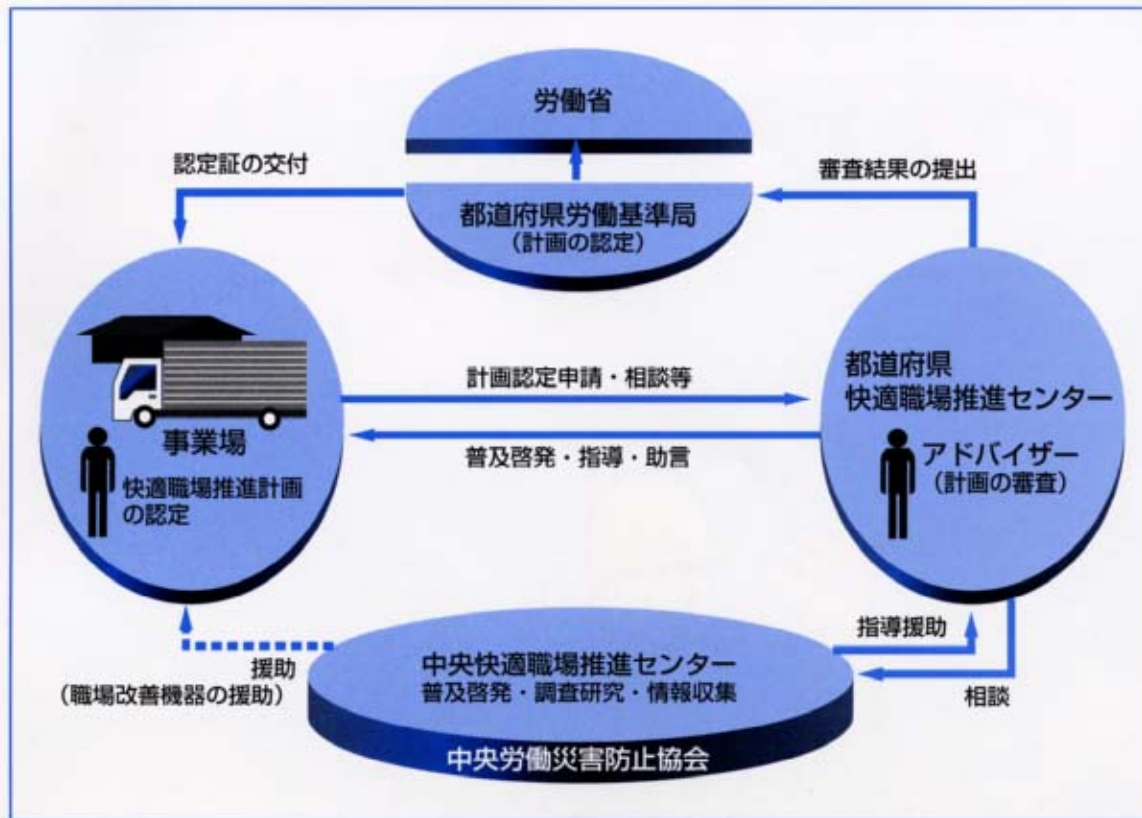 労働省
認定証の交付
審査結果の提出
都道府県労働基準局
(計画の認定)
都道府県
快適職場推進センター
計画認定申請・相談等
事業場
普及啓発・指導・助言
アドバイザー
(計画の審査)
快適職場推進計画
の認定
指導援助
援助
(職場改善機器の援助)
中央快適職場推進センター
普及啓発・調査研究・情報収集
相談
中央労働災害防止協会